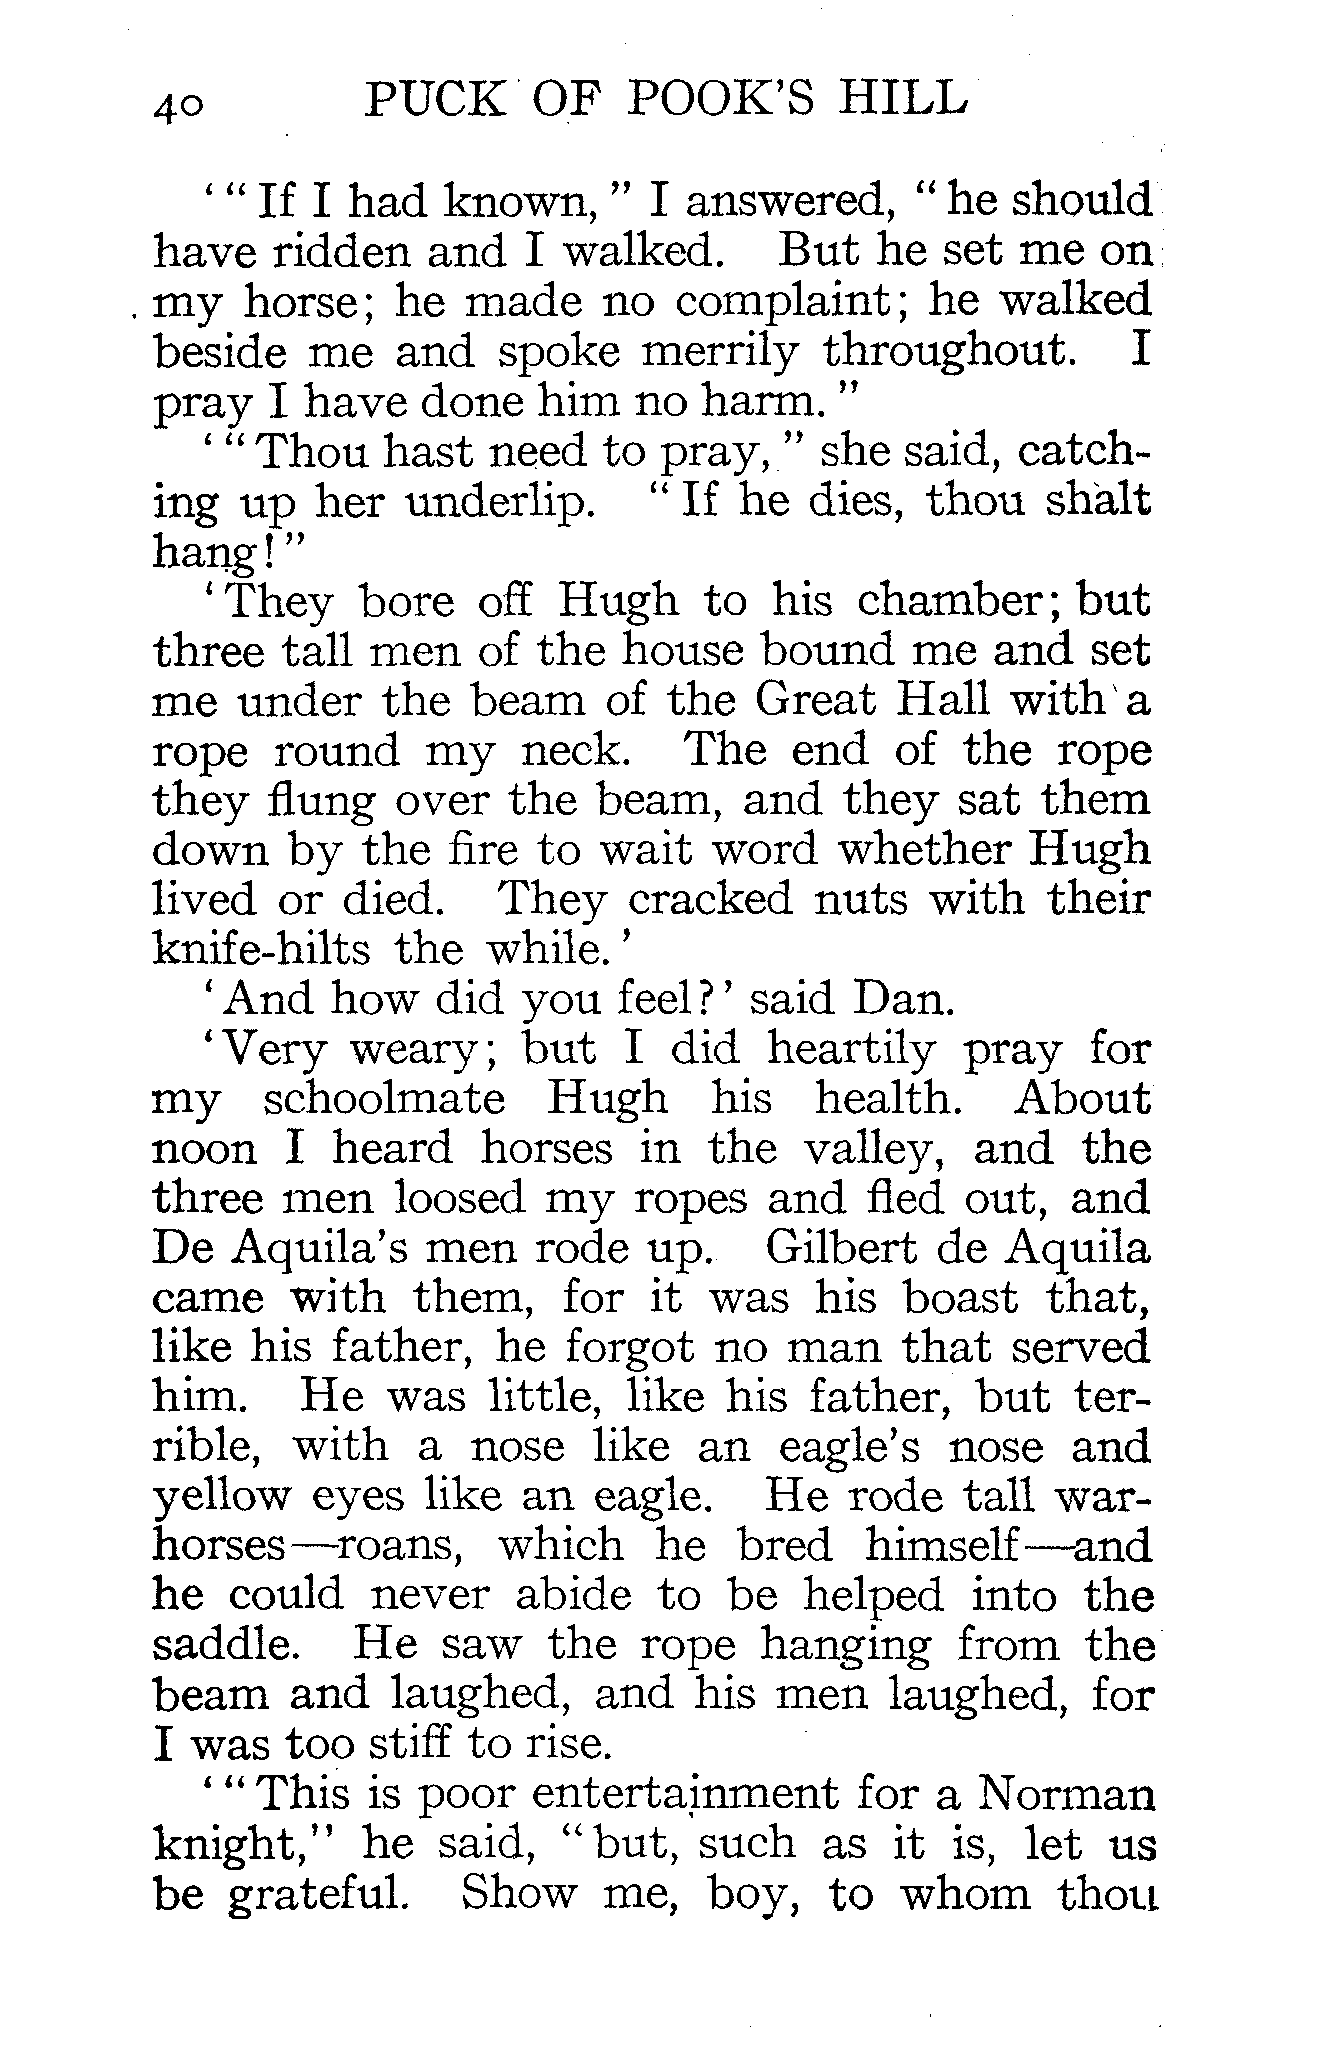 40 PUCK OF POOK'S HILL
‘ “ If I had known, ” I answered, “ he should
have ridden and I walked. But he set me on
my horse; he made no complaint; he walked
beside me and spoke merrily throughout. I
pray I have done him no harm. ”
‘ “ Thou hast need to pray, ” she said, catch-
ing up her underlip. “ If he dies, thou shalt
hang! ”
‘ They bore off Hugh to his chamber; but
three tall men of the house bound me and set
me under the beam of the Great Hall with a
rope round my neck. The end of the rope
they flung over the beam, and they sat them
down by the fire to wait word whether Hugh
lived or died. They cracked nuts with their
knife-hilts the while. ’
‘ And how did you feel? ’ said Dan.
‘ Very weary; but I did heartily pray for
my schoolmate Hugh his health. About
noon I heard horses in the valley, and the
three men loosed my ropes and fled out, and
De Aquila's men rode up. Gilbert de Aquila
came with them, for it was his boast that,
like his father, he forgot no man that served
him. He was little, like his father, but ter-
rible, with a nose like an eagle's nose and
yellow eyes like an eagle. He rode tall war-
horses—roans, which he bred himself—and
he could never abide to be helped into the
saddle. He saw the rope hanging from the
beam and laughed, and his men laughed, for
I was too stiff to rise.
‘ “ This is poor entertainment for a Norman
knight,” he said, “ but, such as it is, let us
be grateful. Show me, boy, to whom thou